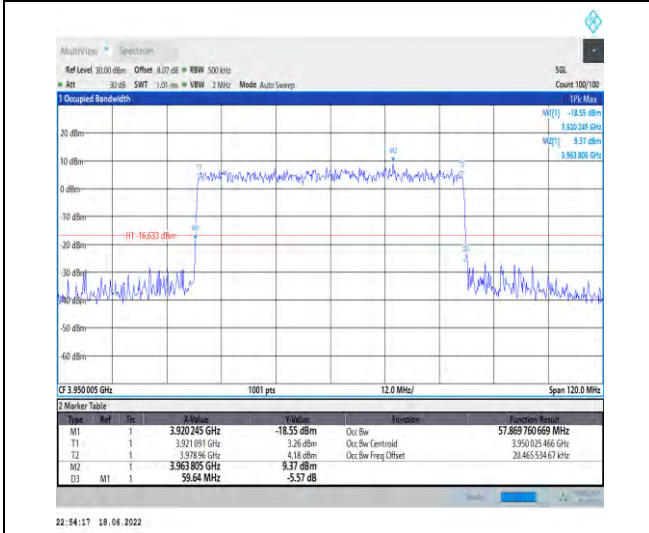 MultiView Spectrum
Ref Level 30.00 dBm Offset 8.07 dB RBW 500 kHz SGL
Att 30 dB SWT 1.01 ms VBW 2 MHz Mode Auto Sweep Count 100/100
1 Occupied Bandwidth 1Pk Max
M1[1] -18.55 dBm
3.920 245 GHz
M2[1] 9.37 dBm
3.963 805 GHz
20 dBm
M2
10 dBm
T1
0 dBm
-10 dBm
M1
H1 -16.633 dBm
-20 dBm
-30 dBm
-40 dBm
-50 dBm
-60 dBm
CF 3.950 005 GHz 1001 pts 12.0 MHz/ Span 120.0 MHz
2 Marker Table
Type Ref Trc X-Value Y-Value Function Function Result
M1 1 3.920 245 GHz -18.55 dBm Occ Bw 57.869 760 669 MHz
T1 1 3.921 091 GHz 3.26 dBm Occ Bw Centroid 3.950 025 466 GHz
T2 1 3.978 96 GHz 4.18 dBm Occ Bw Freq Offset 20.465 534 67 kHz
M2 1 3.963 805 GHz 9.37 dBm
D3 M1 1 59.64 MHz -5.57 dB
22:54:17 18.06.2022